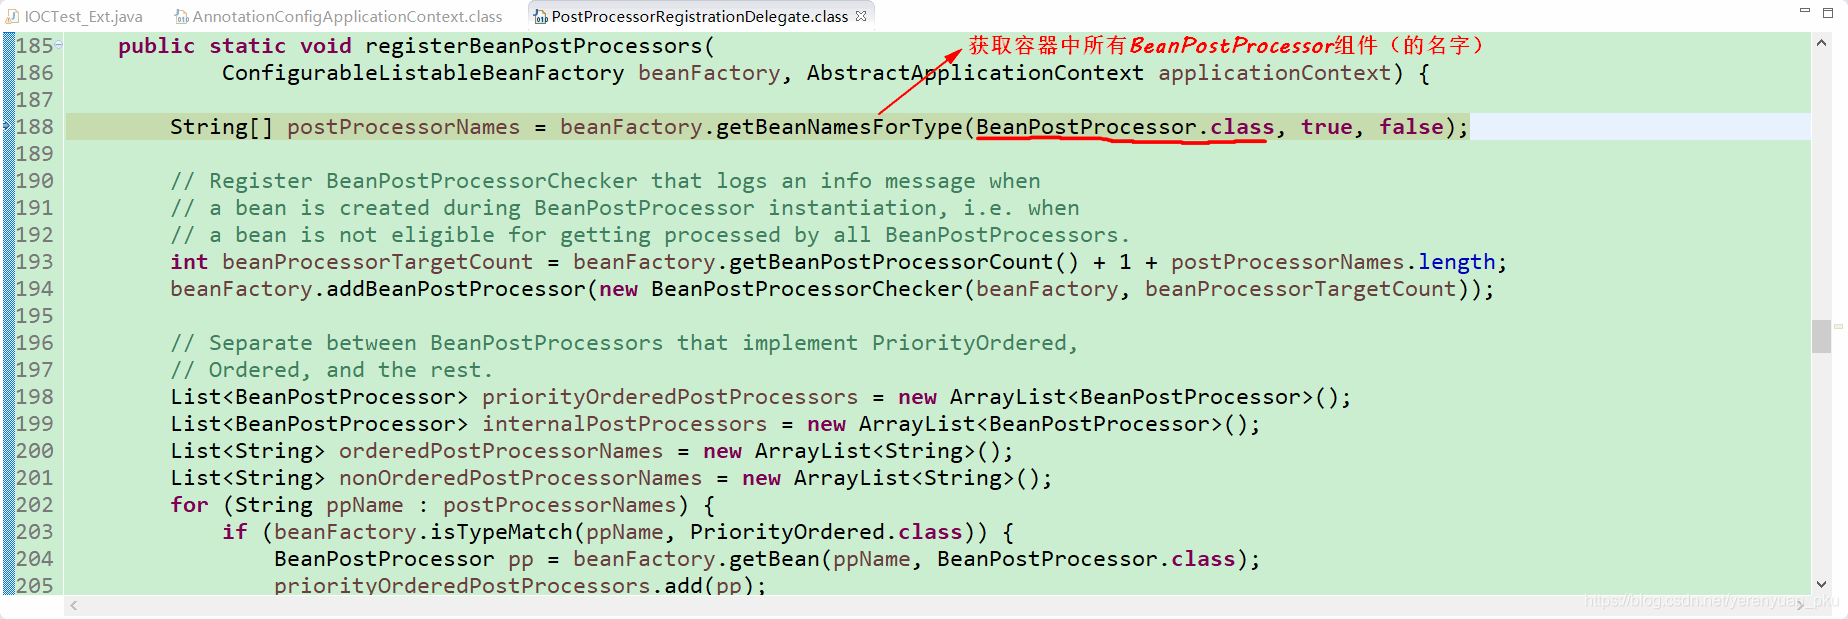 IOCTest_Ext.java AnnotationConfigApplicationContext.class PostProcessorRegistrationDelegate.class
185 public static void registerBeanPostProcessors( 获取容器中所有BeanPostProcessor组件（的名字）
186 ConfigurableListableBeanFactory beanFactory, AbstractApplicationContext applicationContext) {
187
188 String[] postProcessorNames = beanFactory.getBeanNamesForType(BeanPostProcessor.class, true, false);
189
190 // Register BeanPostProcessorChecker that logs an info message when
191 // a bean is created during BeanPostProcessor instantiation, i.e. when
192 // a bean is not eligible for getting processed by all BeanPostProcessors.
193 int beanProcessorTargetCount = beanFactory.getBeanPostProcessorCount() + 1 + postProcessorNames.length;
194 beanFactory.addBeanPostProcessor(new BeanPostProcessorChecker(beanFactory, beanProcessorTargetCount));
195
196 // Separate between BeanPostProcessors that implement PriorityOrdered,
197 // Ordered, and the rest.
198 List<BeanPostProcessor> priorityOrderedPostProcessors = new ArrayList<BeanPostProcessor>();
199 List<BeanPostProcessor> internalPostProcessors = new ArrayList<BeanPostProcessor>();
200 List<String> orderedPostProcessorNames = new ArrayList<String>();
201 List<String> nonOrderedPostProcessorNames = new ArrayList<String>();
202 for (String ppName : postProcessorNames) {
203 if (beanFactory.isTypeMatch(ppName, PriorityOrdered.class)) {
204 BeanPostProcessor pp = beanFactory.getBean(ppName, BeanPostProcessor.class);
205 priorityOrderedPostProcessors.add(pp);
https://blog.csdn.net/yerenyuan_pku